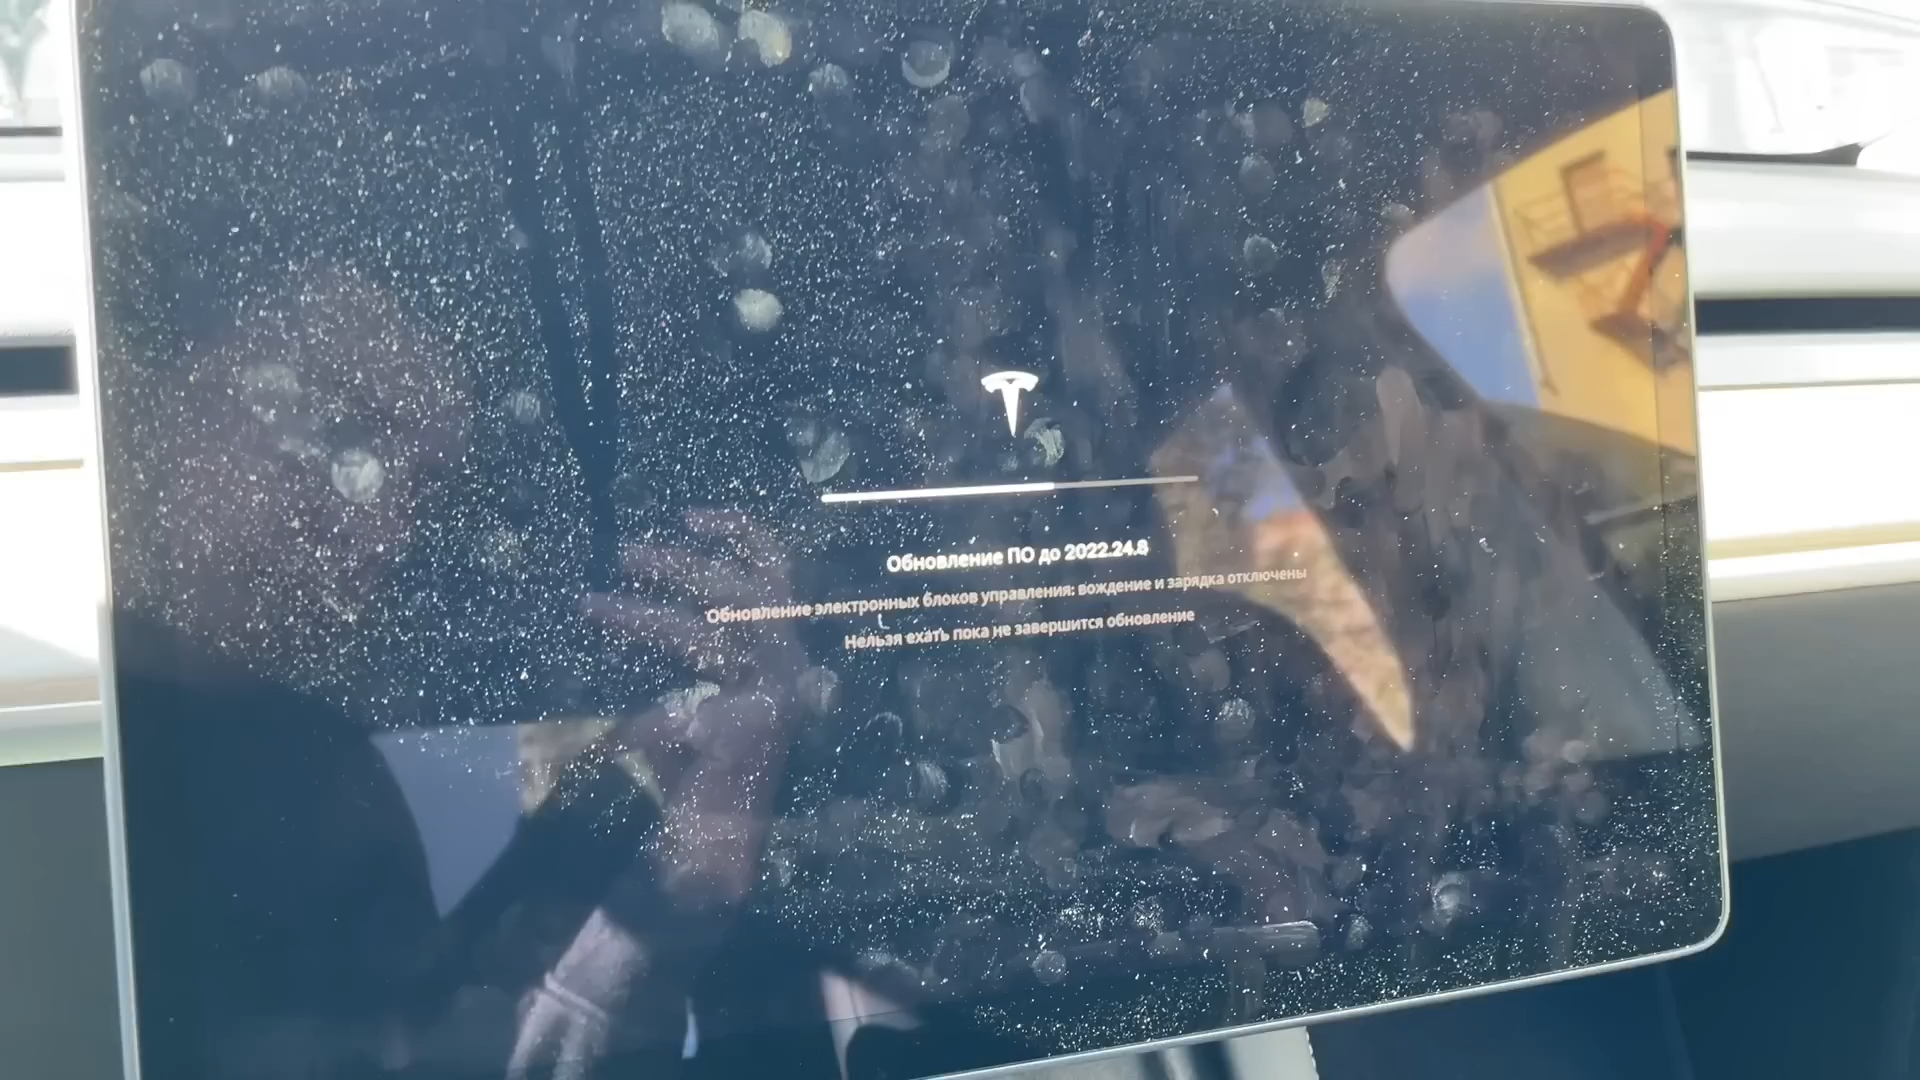 Обновление ПО до 2022.24.8
Обновление электронных блоков управления: вождение и зарядка отключены
Нельзя ехать пока не завершится обновление